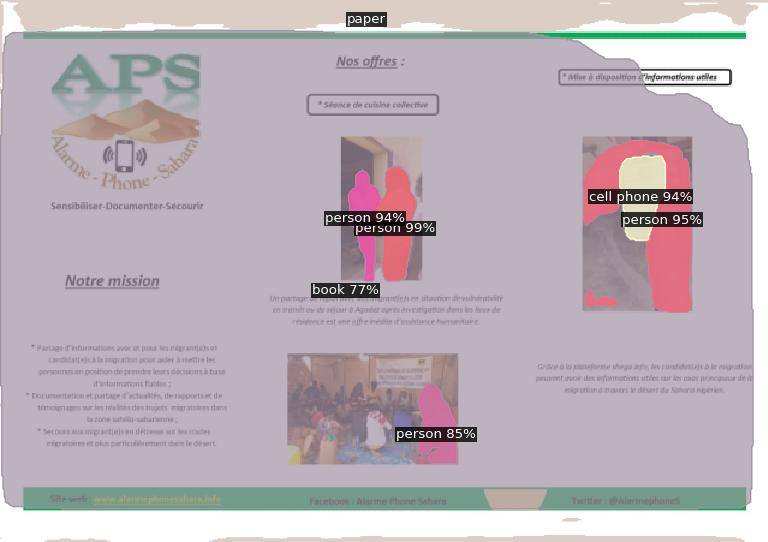 paper
APS
Alarme - Phone - Sahara
Sensibiliser-Documenter-Secourir
Notre mission
* Partage d'informations avec et pour les migrant(e)s et
candidat(e)s à la migration pour aider à mettre les
personnes en position de prendre leurs décisions à base
d'informations fiables ;
* Documentation et partage d'actualités, de rapports et de
témoignages sur les réalités des trajets migratoires dans
la zone sahélo-saharienne ;
* Secours aux migrant(e)s en détresse sur les routes
migratoires et plus particulièrement dans le désert.
Site web : www.alarmephonesahara.info
Nos offres :
* Séance de cuisine collective
person 94%
person 99%
book 77%
Un partage de migrant(e)s en situation de vulnérabilité
en transit ou de séjour à Agadez après investigation dans les lieux de
résidence est une offre inédite d'assistance humanitaire.
person 85%
Facebook : Alarme Phone Sahara
* Mise à disposition d'informations utiles
cell phone 94%
person 95%
Grâce à la plateforme info, les candidat(e)s à la migration
peuvent avoir des informations utiles sur les axes principaux de la
migration à travers le désert du Sahara nigérien.
Twitter : @AlarmephoneS